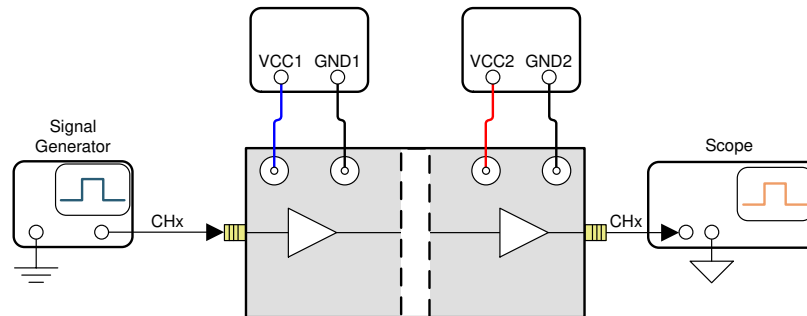 VCC1 GND1
VCC2 GND2
Signal
Generator
Scope
CHx
CHx